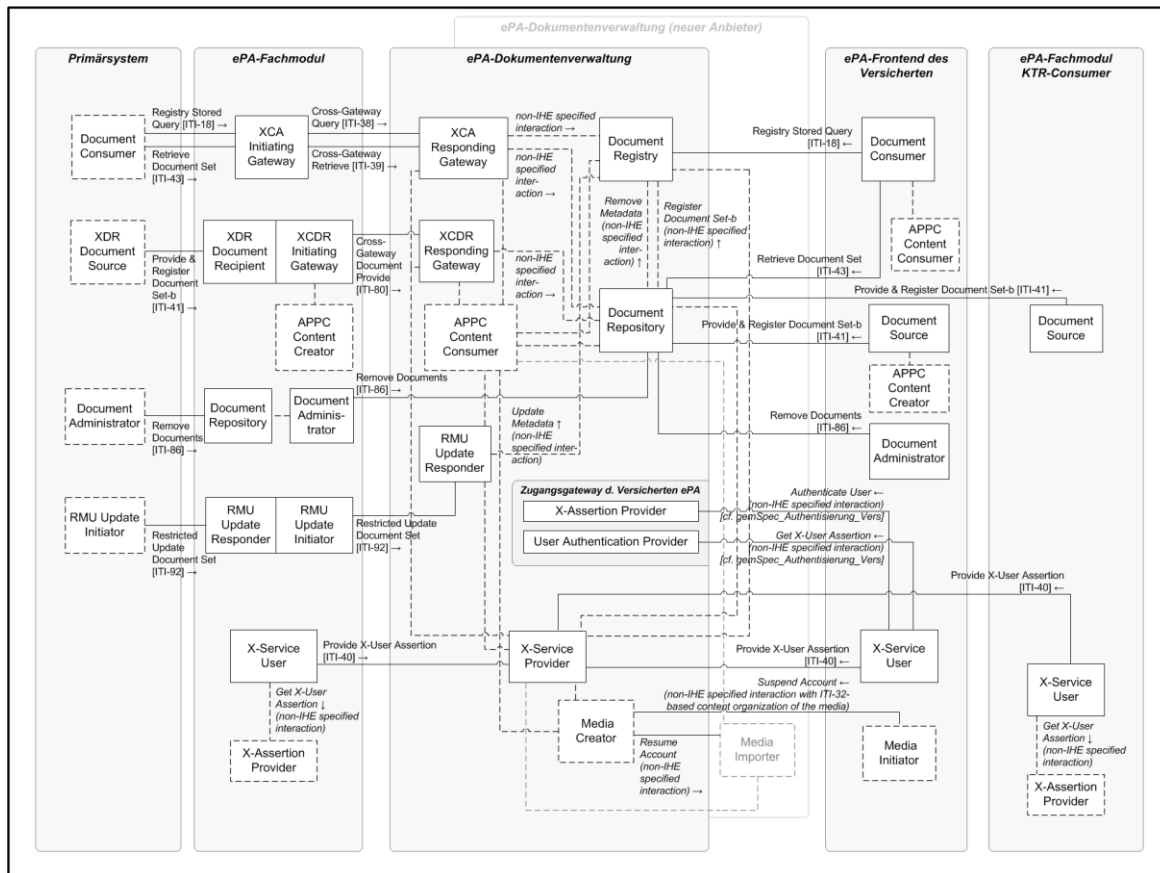 ePA-Dokumentenverwaltung (neuer Anbieter)
Primärsystem
ePA-Fachmodul
ePA-Dokumentenverwaltung
ePA-Frontend des
Versicherten
ePA-Fachmodul
KTR-Consumer
Document
Consumer
Registry Stored
Query [ITI-18] →
Retrieve
Document Set
[ITI-43] →
XCA
Initiating
Gateway
Cross-Gateway
Query [ITI-38] →
Cross-Gateway
Retrieve [ITI-39] →
XCA
Responding
Gateway
non-IHE specified
interaction →
non-IHE
specified
inter-
action →
Document
Registry
Registry Stored Query
[ITI-18] ←
Document
Consumer
APPC
Content
Consumer
XDR
Document
Source
Provide &
Register
Document
Set-b
[ITI-41] →
XDR
Document
Recipient
XCDR
Initiating
Gateway
Cross-
Gateway
Document
Provide
[ITI-80] →
XCDR
Responding
Gateway
non-IHE
specified
inter-
action →
Remove
Metadata
(non-IHE
specified
inter-
action) ↑
Register
Document Set-b
(non-IHE specified
interaction) ↑
Retrieve Document Set
[ITI-43] ←
Provide & Register Document Set-b [ITI-41] ←
APPC
Content
Creator
APPC
Content
Consumer
Document
Repository
Provide & Register Document Set-b
[ITI-41] ←
Document
Source
Document
Source
APPC
Content
Creator
Document
Administrator
Remove
Documents
[ITI-86] →
Document
Repository
Document
Adminis-
trator
Remove Documents
[ITI-86] →
Update
Metadata ↑
(non-IHE
specified inter-
action)
Remove Documents
[ITI-86] ←
Document
Administrator
RMU
Update
Responder
RMU Update
Initiator
Restricted
Update
Document Set
[ITI-92] →
RMU
Update
Responder
RMU
Update
Initiator
Restricted Update
Document Set
[ITI-92] →
Zugangsgateway d. Versicherten ePA
X-Assertion Provider
User Authentication Provider
Authenticate User ←
(non-IHE specified interaction)
[cf. gemSpec_Authentisierung_Vers]
Get X-User Assertion ←
(non-IHE specified interaction)
[cf. gemSpec_Authentisierung_Vers]
Provide X-User Assertion
[ITI-40] ←
X-Service
User
Provide X-User Assertion
[ITI-40] →
X-Service
Provider
Provide X-User Assertion
[ITI-40] ←
X-Service
User
X-Service
User
Get X-User
Assertion ↓
(non-IHE specified
interaction)
X-Assertion
Provider
Suspend Account ←
(non-IHE specified interaction with ITI-32-
based content organization of the media)
Media
Creator
Resume
Account
(non-IHE
specified
interaction) →
Media
Importer
Media
Initiator
Get X-User
Assertion ↓
(non-IHE specified
interaction)
X-Assertion
Provider